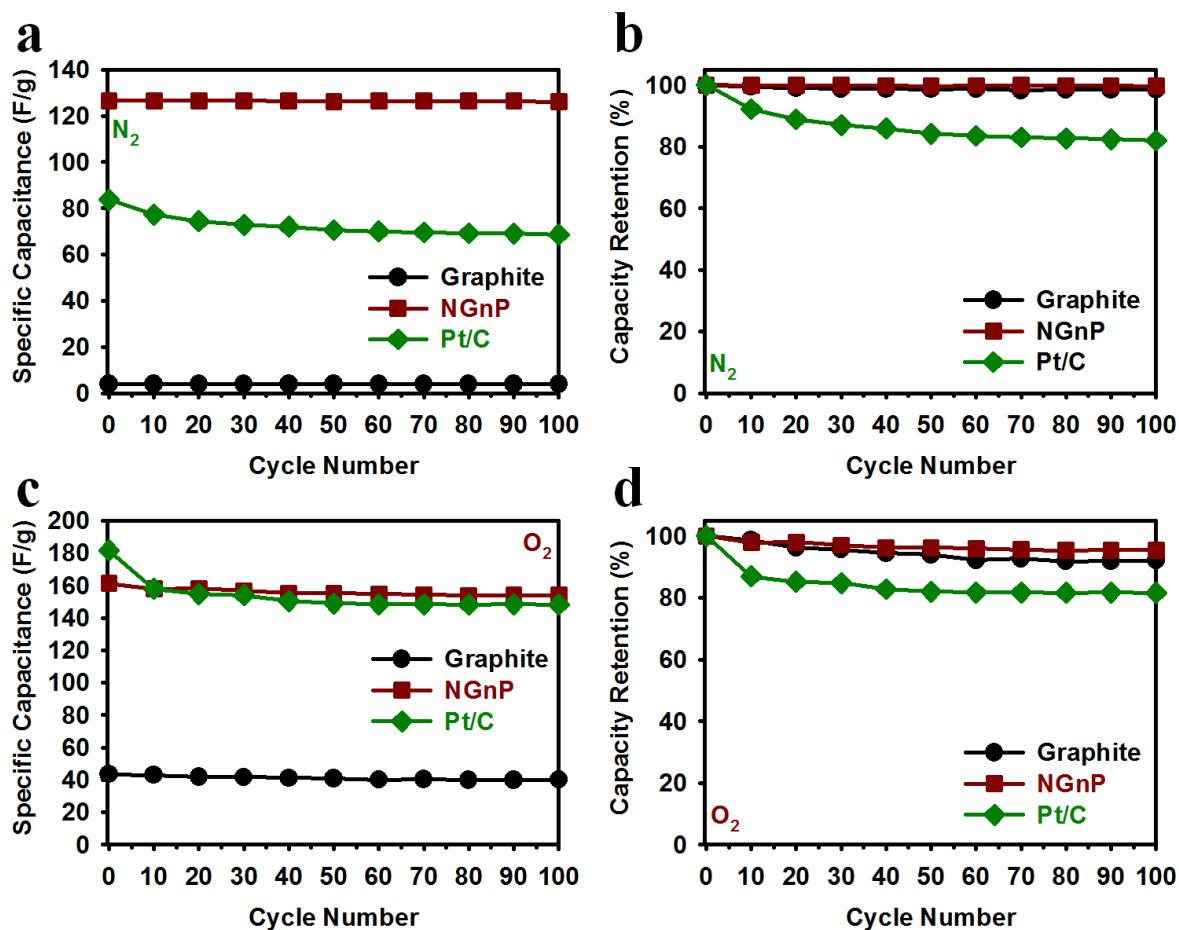 a
Specific Capacitance (F/g)
140
120
100
80
60
40
20
0
N₂
Graphite
NGnP
Pt/C
0 10 20 30 40 50 60 70 80 90 100
Cycle Number
b
Capacity Retention (%)
100
80
60
40
20
0
Graphite
NGnP
Pt/C
N₂
0 10 20 30 40 50 60 70 80 90 100
Cycle Number
c
Specific Capacitance (F/g)
200
180
160
140
120
100
80
60
40
20
0
O₂
Graphite
NGnP
Pt/C
0 10 20 30 40 50 60 70 80 90 100
Cycle Number
d
Capacity Retention (%)
100
80
60
40
20
0
Graphite
NGnP
Pt/C
O₂
0 10 20 30 40 50 60 70 80 90 100
Cycle Number